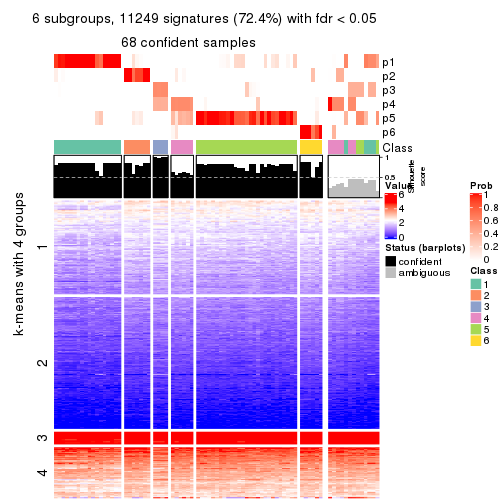 6 subgroups, 11249 signatures (72.4%) with fdr < 0.05
68 confident samples
p1
p2
p3
p4
p5
p6
Class
1
0.5
0
Silhouette
score
k-means with 4 groups
1
2
3
4
Value
6
4
2
0
Status (barplots)
confident
ambiguous
Prob
1
0.8
0.6
0.4
0.2
0
Class
1
2
3
4
5
6